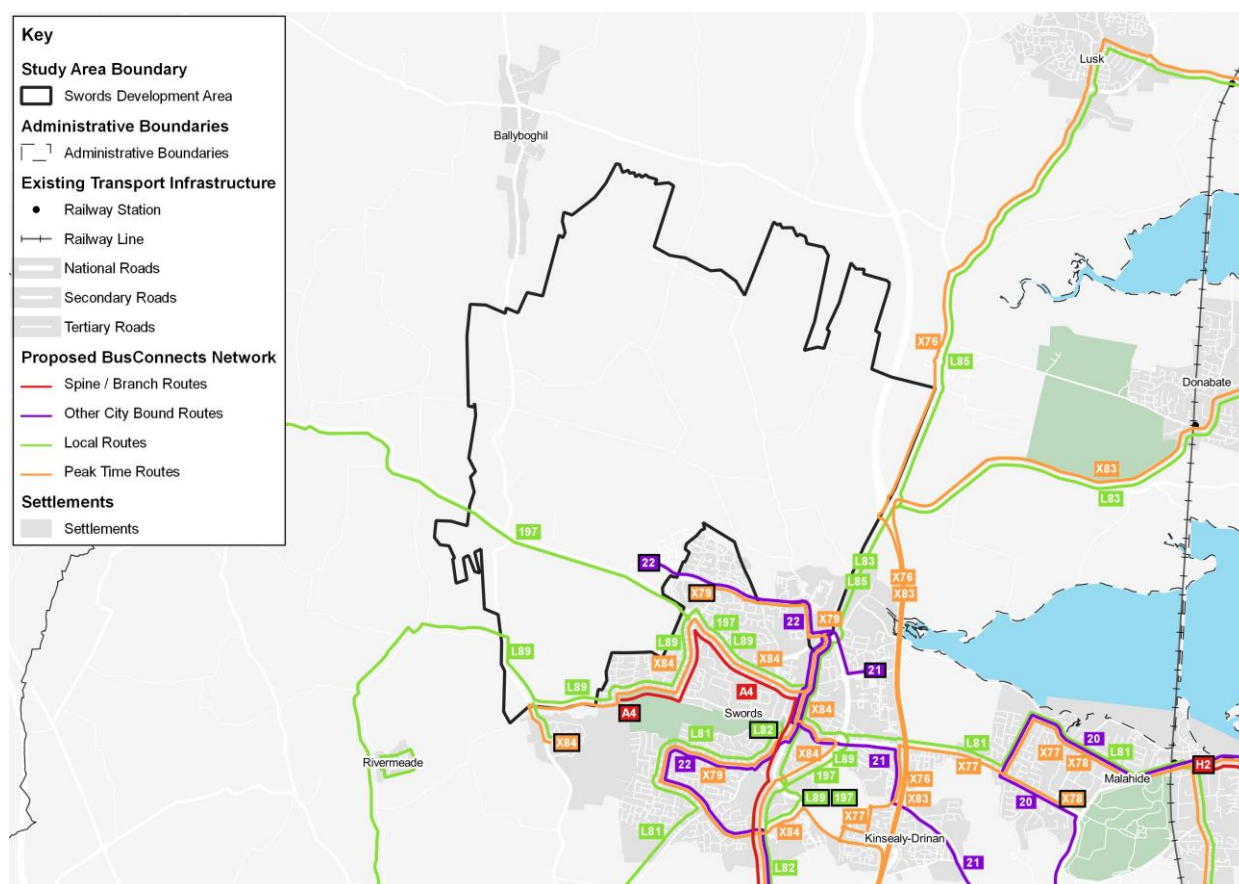 Key
Study Area Boundary
Swords Development Area
Administrative Boundaries
Administrative Boundaries
Existing Transport Infrastructure
Railway Station
Railway Line
National Roads
Secondary Roads
Tertiary Roads
Proposed BusConnects Network
Spine / Branch Routes
Other City Bound Routes
Local Routes
Peak Time Routes
Settlements
Settlements
Lusk
Ballyboghil
X76
L85
Donabate
X83
L83
197
22
L83
L85
X76
X83
X79
X79
22
197
L89
L89
X84
X84
21
L89
A4
A4
Swords
L82
X84
X84
L81
22
X79
L89
197
21
L81
X77
X76
X83
20
L81
X77
X78
Malahide
H2
X84
Rivermeade
L89
197
X77
X78
20
L81
X84
Kinsealy-Drinan
L82
21